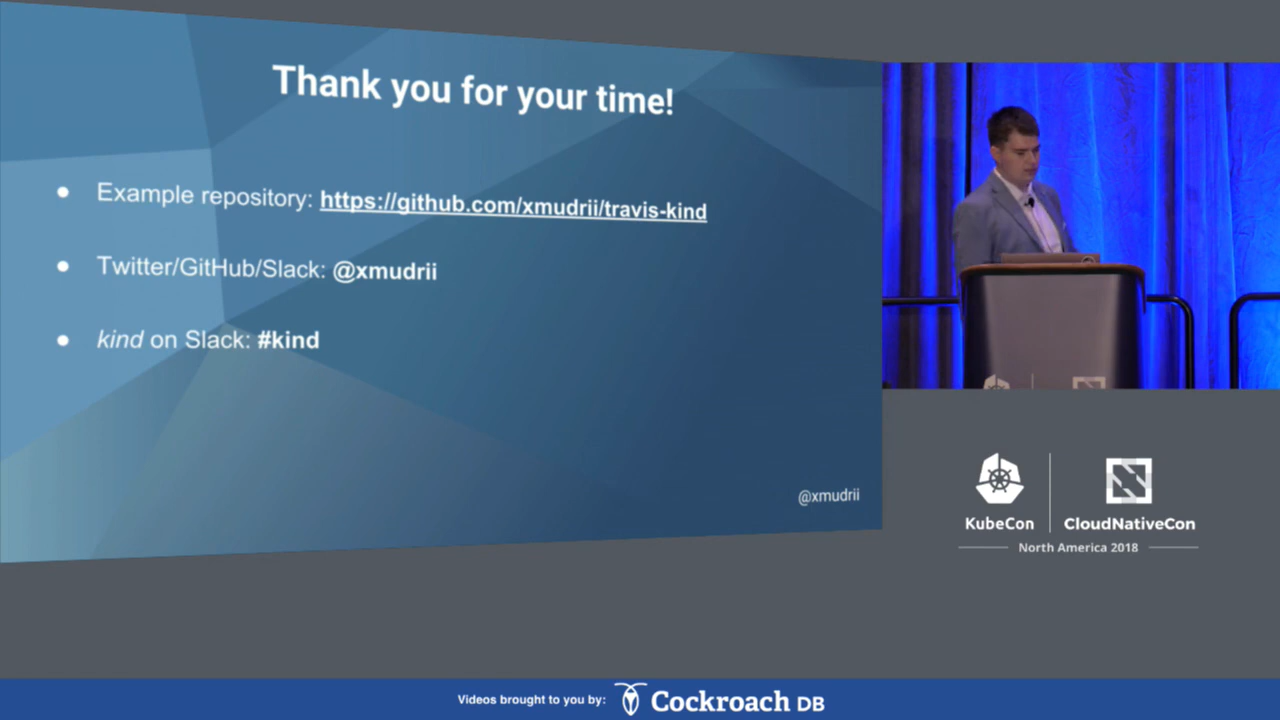 Thank you for your time!
Example repository: https://github.com/xmudrii/travis-kind
Twitter/GitHub/Slack: @xmudrii
kind on Slack: #kind
@xmudrii
KubeCon
CloudNativeCon
North America 2018
Videos brought to you by:
Cockroach DB